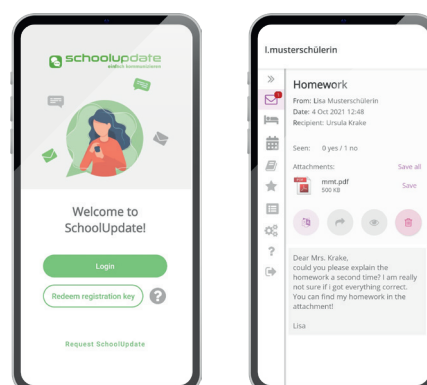 schoolupdate
einfach kommunizieren
Welcome to
SchoolUpdate!
Login
Redeem registration key
?
Request SchoolUpdate
l.musterschülerin
Homework
From: Lisa Musterschülerin
Date: 4 Oct 2021 12:48
Recipient: Ursula Krake
Seen: 0 yes / 1 no
Attachments: Save all
PDF
mmt.pdf Save
500 KB
?
Dear Mrs. Krake,
could you please explain the
homework a second time? I am really
not sure if i got everything correct.
You can find my homework in the
attachment!
Lisa